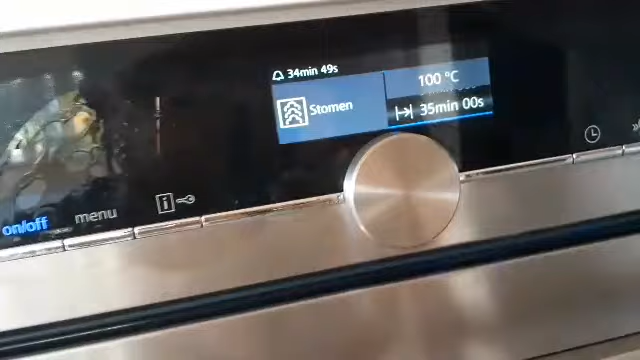 34min 49s
Stomen
100 °C
35min 00s
on/off
menu
i